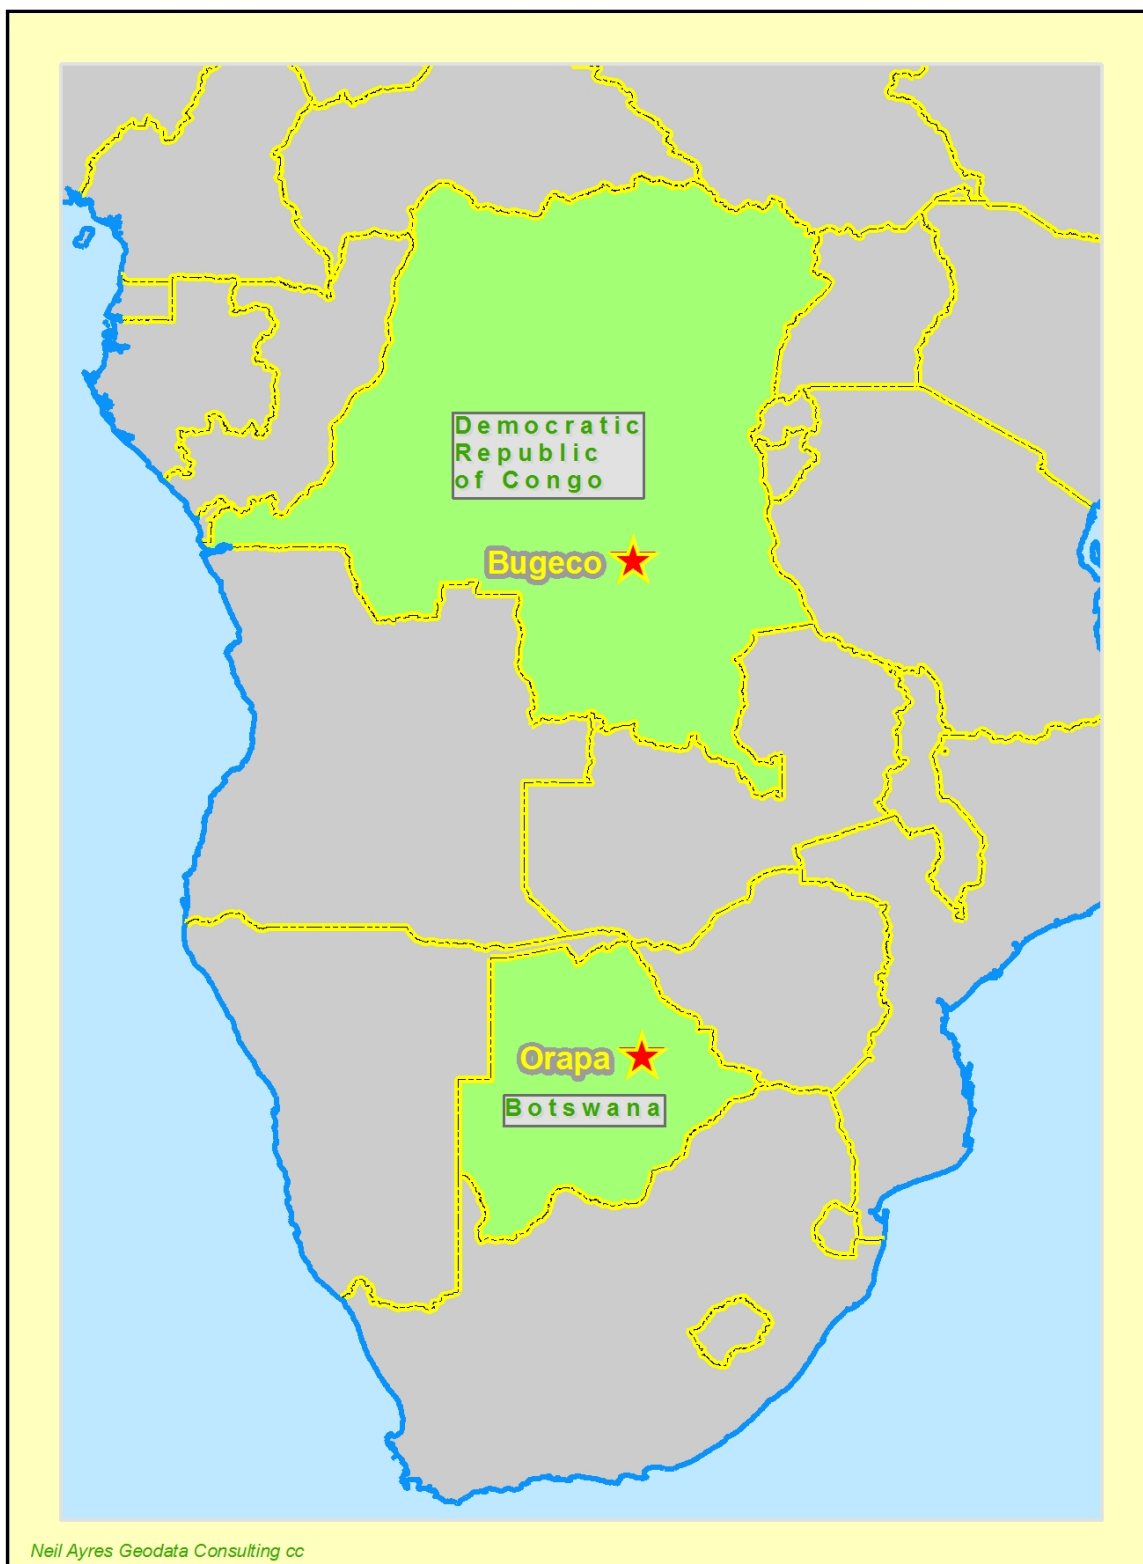 Democratic
Republic
of Congo
Bugeco
Orapa
Botswana
Neil Ayres Geodata Consulting cc